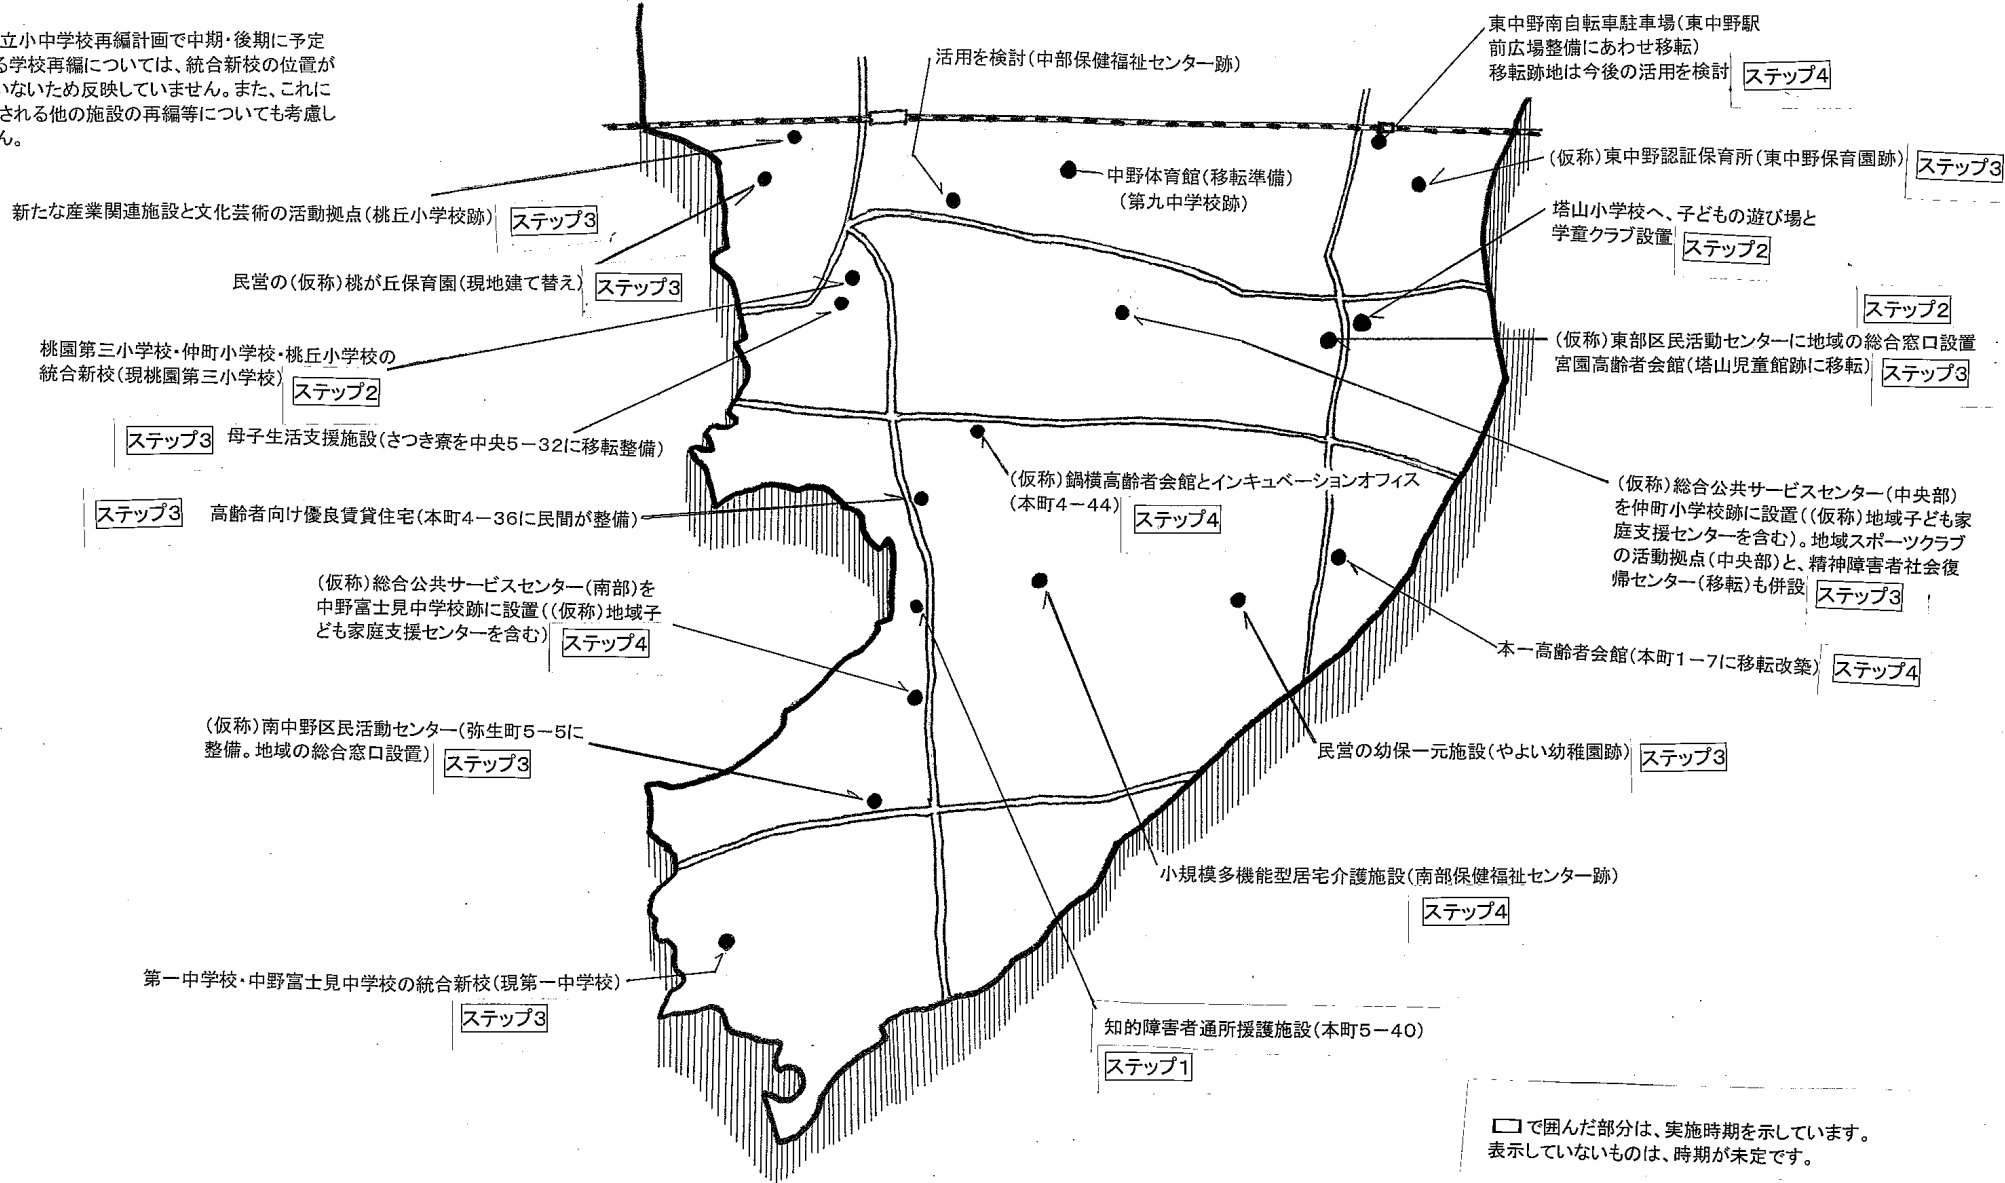 立小中学校再編計画で中期・後期に予定
る学校再編については、統合新校の位置が
いないため反映していません。また、これに
される他の施設の再編等についても考慮し
ん。
活用を検討(中部保健福祉センター跡)
東中野南自転車駐車場(東中野駅
前広場整備にあわせ移転)
移転跡地は今後の活用を検討 ステップ4
中野体育館(移転準備)
(第九中学校跡)
(仮称)東中野認証保育所(東中野保育園跡) ステップ3
新たな産業関連施設と文化芸術の活動拠点(桃丘小学校跡) ステップ3
塔山小学校へ、子どもの遊び場と
学童クラブ設置 ステップ2
民営の(仮称)桃が丘保育園(現地建て替え) ステップ3
ステップ2
(仮称)東部区民活動センターに地域の総合窓口設置
宮園高齢者会館(塔山児童館跡に移転) ステップ3
桃園第三小学校・仲町小学校・桃丘小学校の
統合新校(現桃園第三小学校) ステップ2
ステップ3 母子生活支援施設(さつき寮を中央5-32に移転整備)
(仮称)鍋横高齢者会館とインキュベーションオフィス
(本町4-44) ステップ4
(仮称)総合公共サービスセンター(中央部)
を仲町小学校跡に設置((仮称)地域子ども家
庭支援センターを含む)。地域スポーツクラブ
の活動拠点(中央部)と、精神障害者社会復
帰センター(移転)も併設 ステップ3
ステップ3 高齢者向け優良賃貸住宅(本町4-36に民間が整備)
(仮称)総合公共サービスセンター(南部)を
中野富士見中学校跡に設置((仮称)地域子
ども家庭支援センターを含む) ステップ4
本一高齢者会館(本町1-7に移転改築) ステップ4
(仮称)南中野区民活動センター(弥生町5-5に
整備。地域の総合窓口設置) ステップ3
民営の幼保一元施設(やよい幼稚園跡) ステップ3
小規模多機能型居宅介護施設(南部保健福祉センター跡)
ステップ4
第一中学校・中野富士見中学校の統合新校(現第一中学校)
ステップ3
知的障害者通所援護施設(本町5-40)
ステップ1
で囲んだ部分は、実施時期を示しています。
表示していないものは、時期が未定です。